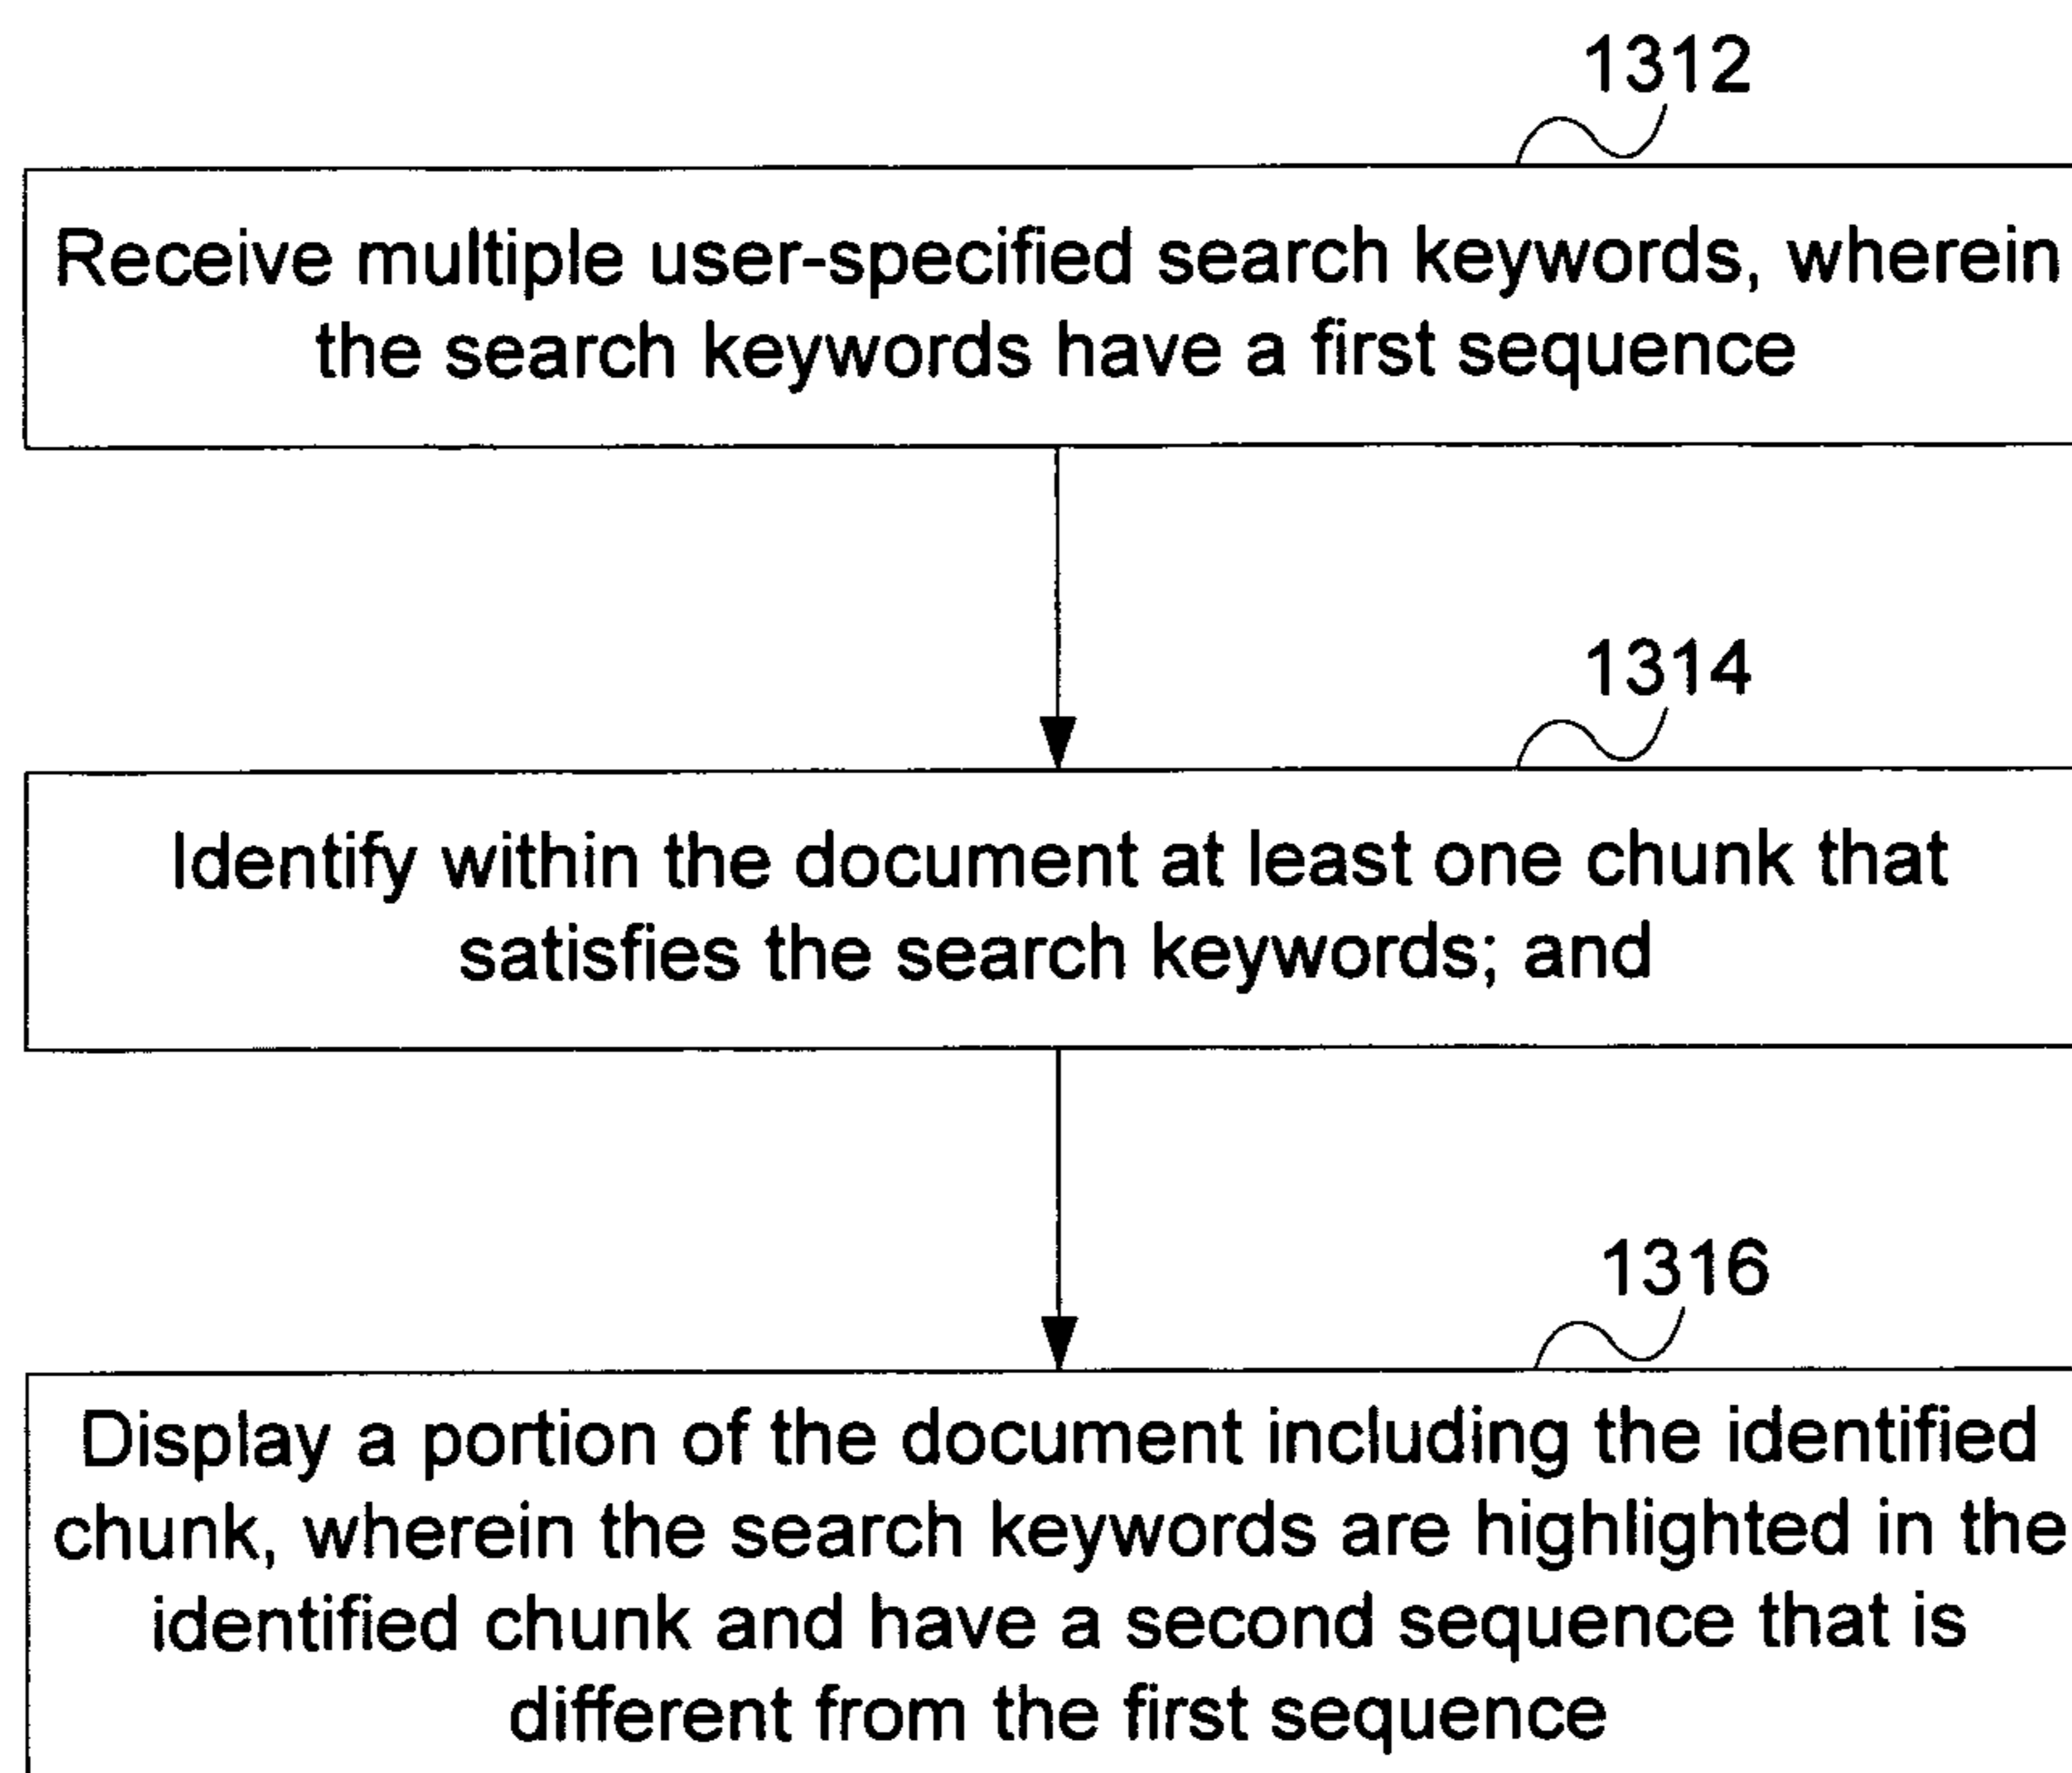 1312
Receive multiple user-specified search keywords, wherein
the search keywords have a first sequence
1314
Identify within the document at least one chunk that
satisfies the search keywords; and
1316
Display a portion of the document including the identified
chunk, wherein the search keywords are highlighted in the
identified chunk and have a second sequence that is
different from the first sequence